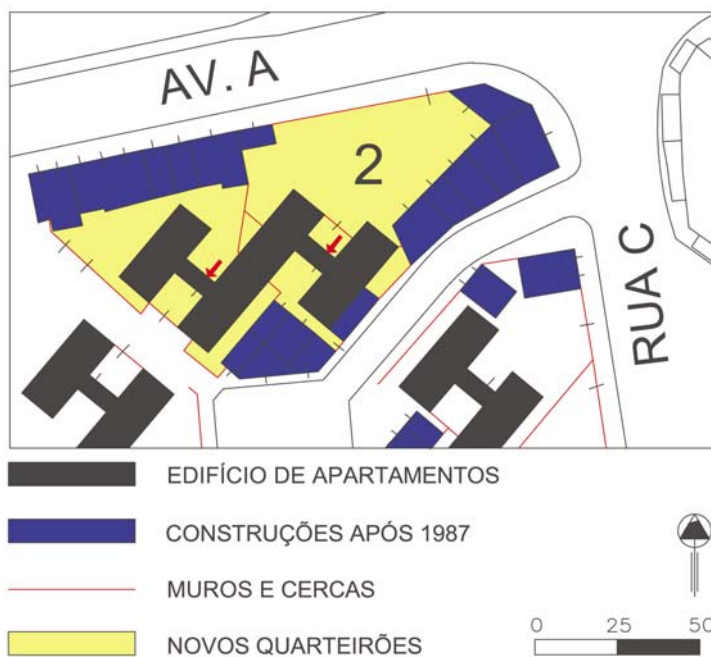 AV. A
2
RUA C
EDIFÍCIO DE APARTAMENTOS
CONSTRUÇÕES APÓS 1987
MUROS E CERCAS
NOVOS QUARTEIRÕES
0 25 50